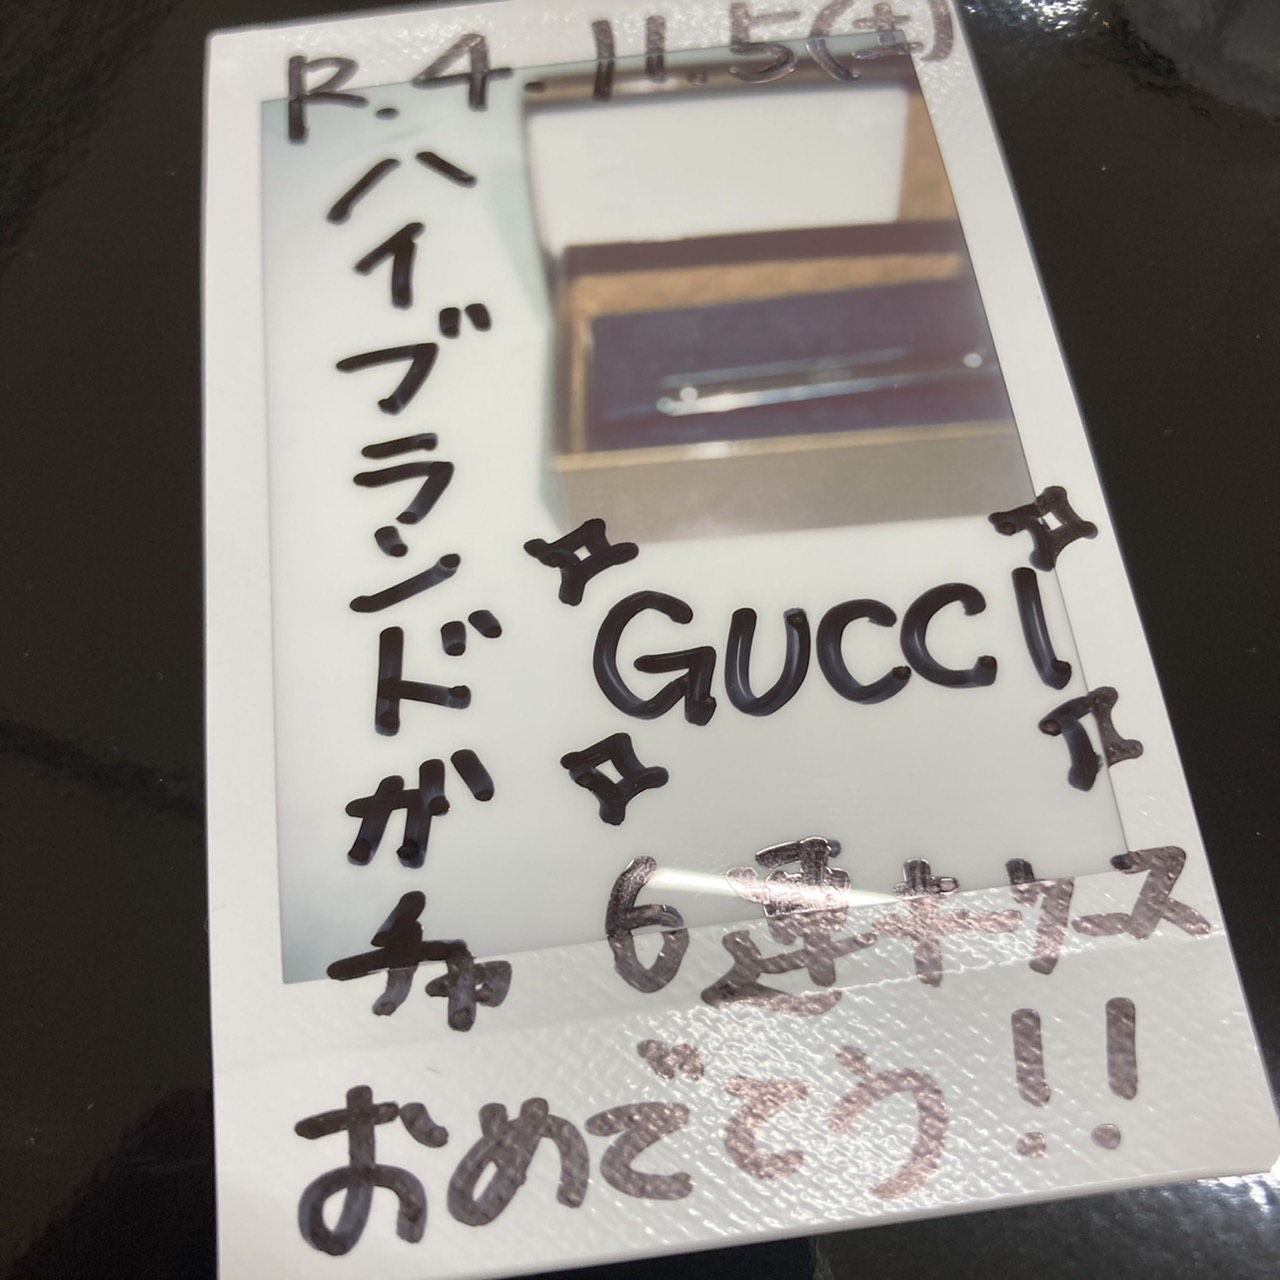 R.4.11.5(土)
ハイブランドガチャ
GUCCI
6連キーケース
おめでとう!!